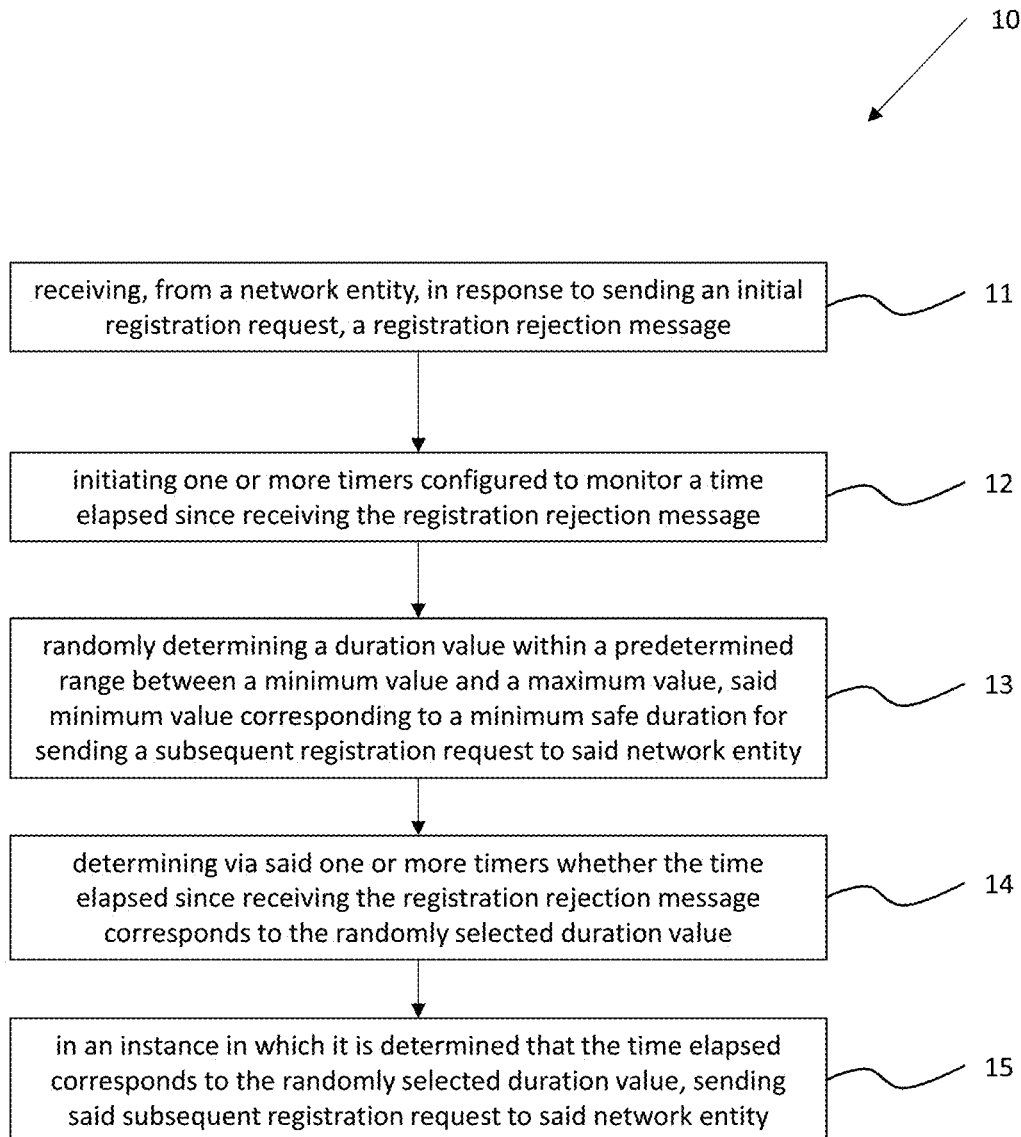 10
receiving, from a network entity, in response to sending an initial
registration request, a registration rejection message
11
initiating one or more timers configured to monitor a time
elapsed since receiving the registration rejection message
12
randomly determining a duration value within a predetermined
range between a minimum value and a maximum value, said
minimum value corresponding to a minimum safe duration for
sending a subsequent registration request to said network entity
13
determining via said one or more timers whether the time
elapsed since receiving the registration rejection message
corresponds to the randomly selected duration value
14
in an instance in which it is determined that the time elapsed
corresponds to the randomly selected duration value, sending
said subsequent registration request to said network entity
15